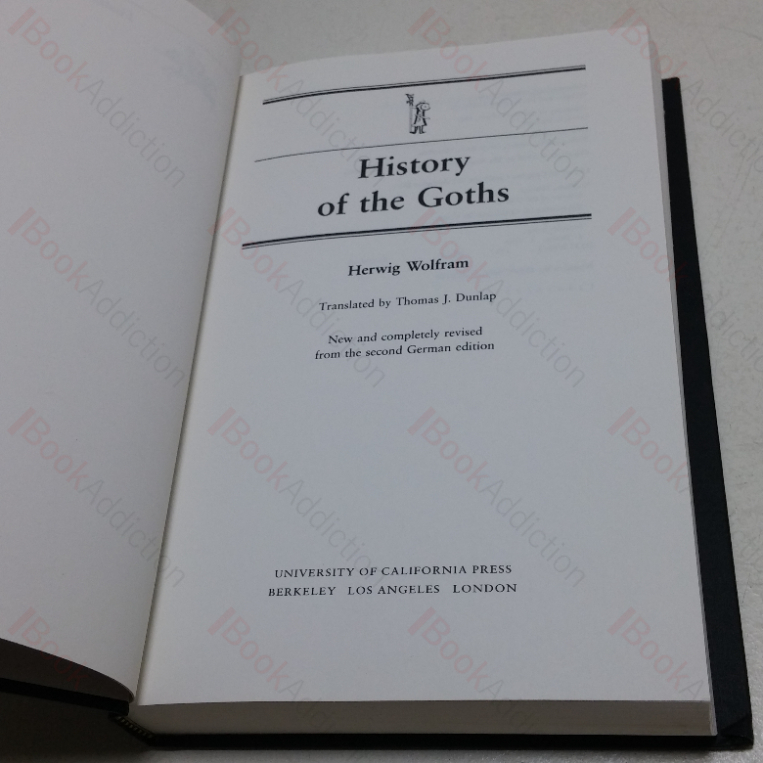 History
of the Goths
Herwig Wolfram
Translated by Thomas J. Dunlap
New and completely revised
from the second German edition
UNIVERSITY OF CALIFORNIA PRESS
BERKELEY LOS ANGELES LONDON
BookAddiction